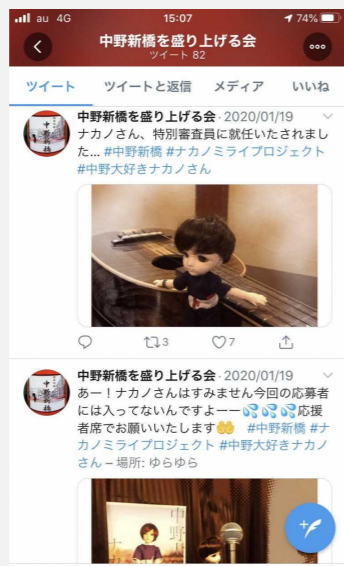 au 4G 15:07 74%
中野新橋を盛り上げる会
ツイート 82
ツイート ツイートと返信 メディア いいね
中野新橋を盛り上げる会 · 2020/01/19
ナカノさん、特別審査員に就任いたされまし
た... #中野新橋 #ナカノミライプロジェクト
#中野大好きナカノさん
3 7
中野新橋を盛り上げる会 · 2020/01/19
あー！ナカノさんはすみません今回の応募者
には入ってないんですよーー💦💦💦応援
者席でお願いいたします🤲 #中野新橋 #ナ
カノミライプロジェクト #中野大好きナカノ
さん – 場所: ゆらゆら
中野